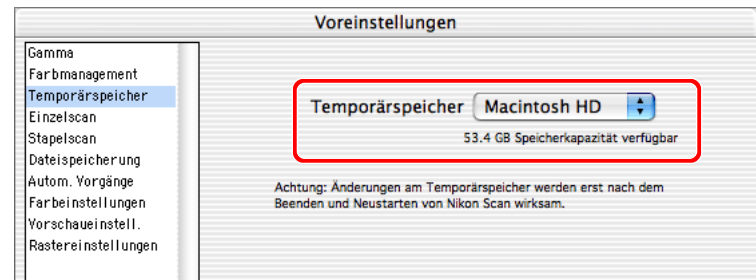 Voreinstellungen
Gamma
Farbmanagement
Temporärspeicher
Einzelscan
Stapelscan
Dateispeicherung
Autom. Vorgänge
Farbeinstellungen
Vorschaueinstell.
Rastereinstellungen
Temporärspeicher Macintosh HD
53.4 GB Speicherkapazität verfügbar
Achtung: Änderungen am Temporärspeicher werden erst nach dem
Beenden und Neustarten von Nikon Scan wirksam.